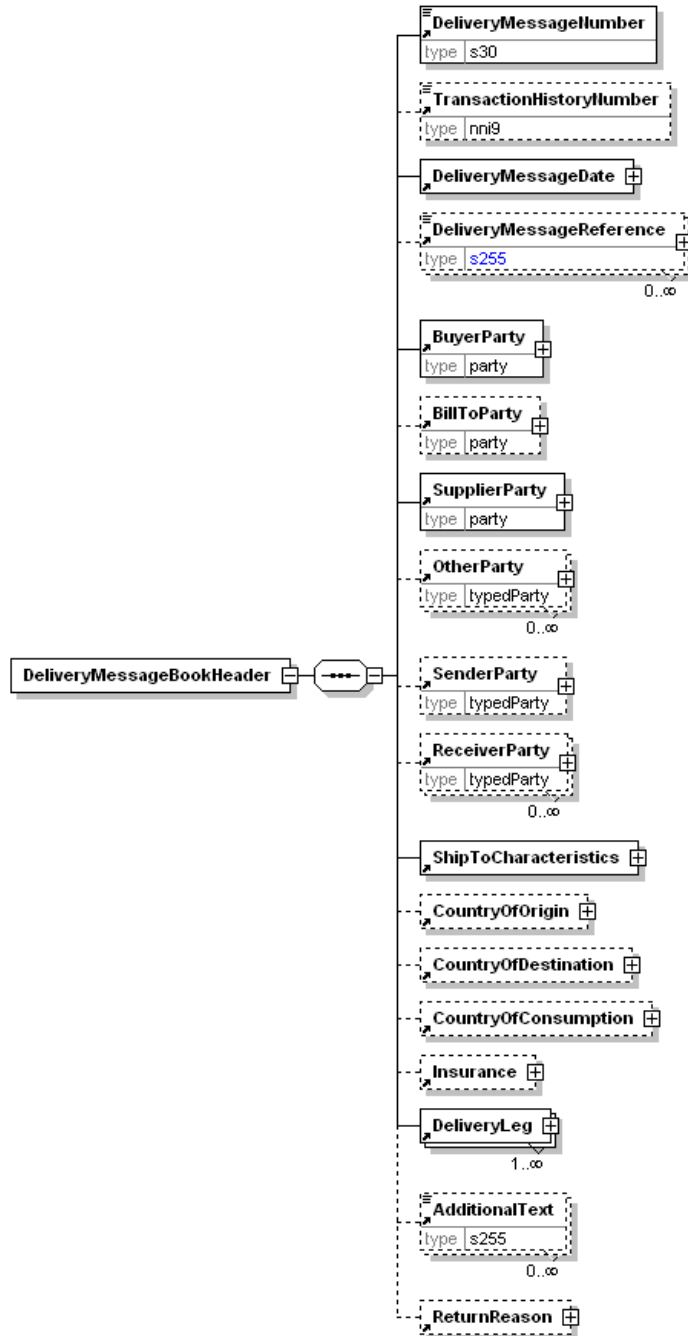 DeliveryMessageNumber
type s30
TransactionHistoryNumber
type nni9
DeliveryMessageDate
DeliveryMessageReference
type s255
0..∞
BuyerParty
type party
BillToParty
type party
SupplierParty
type party
OtherParty
type typedParty
0..∞
DeliveryMessageBookHeader
SenderParty
type typedParty
ReceiverParty
type typedParty
0..∞
ShipToCharacteristics
CountryOfOrigin
CountryOfDestination
CountryOfConsumption
Insurance
DeliveryLeg
1..∞
AdditionalText
type s255
0..∞
ReturnReason